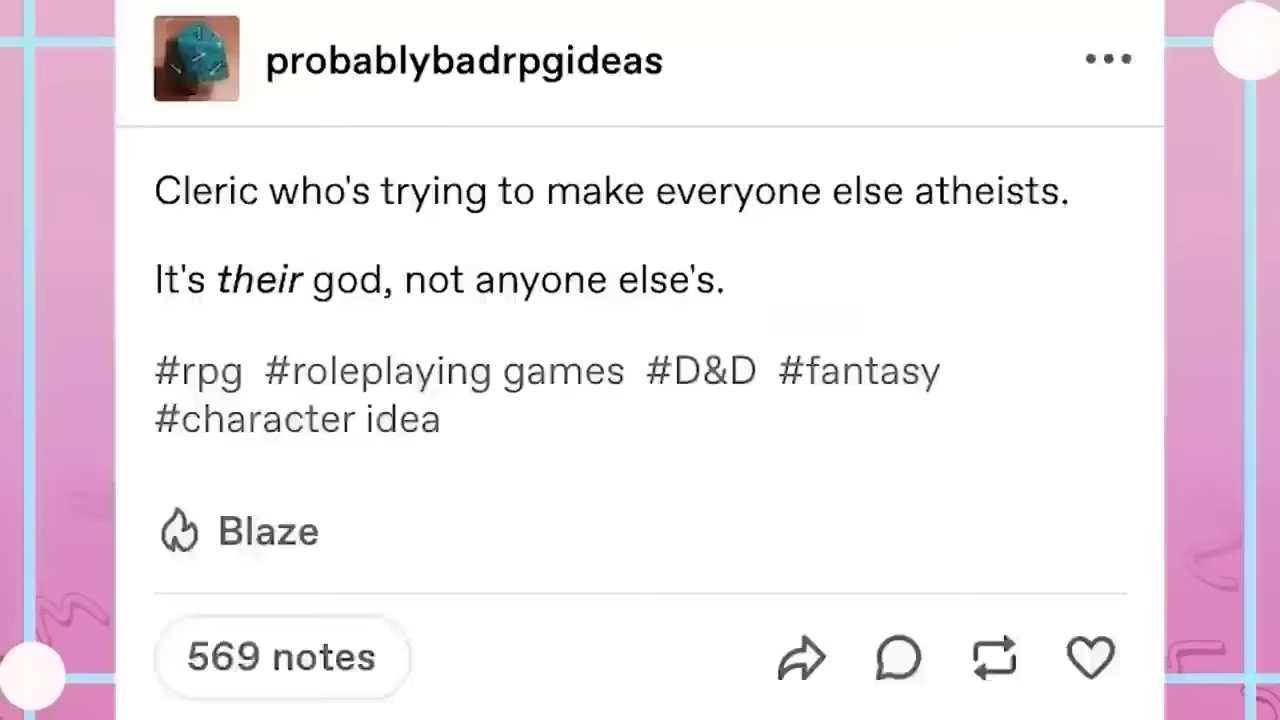 probablybadrpgideas
Cleric who's trying to make everyone else atheists.
It's their god, not anyone else's.
#rpg #roleplaying games #D&D #fantasy
#character idea
Blaze
569 notes